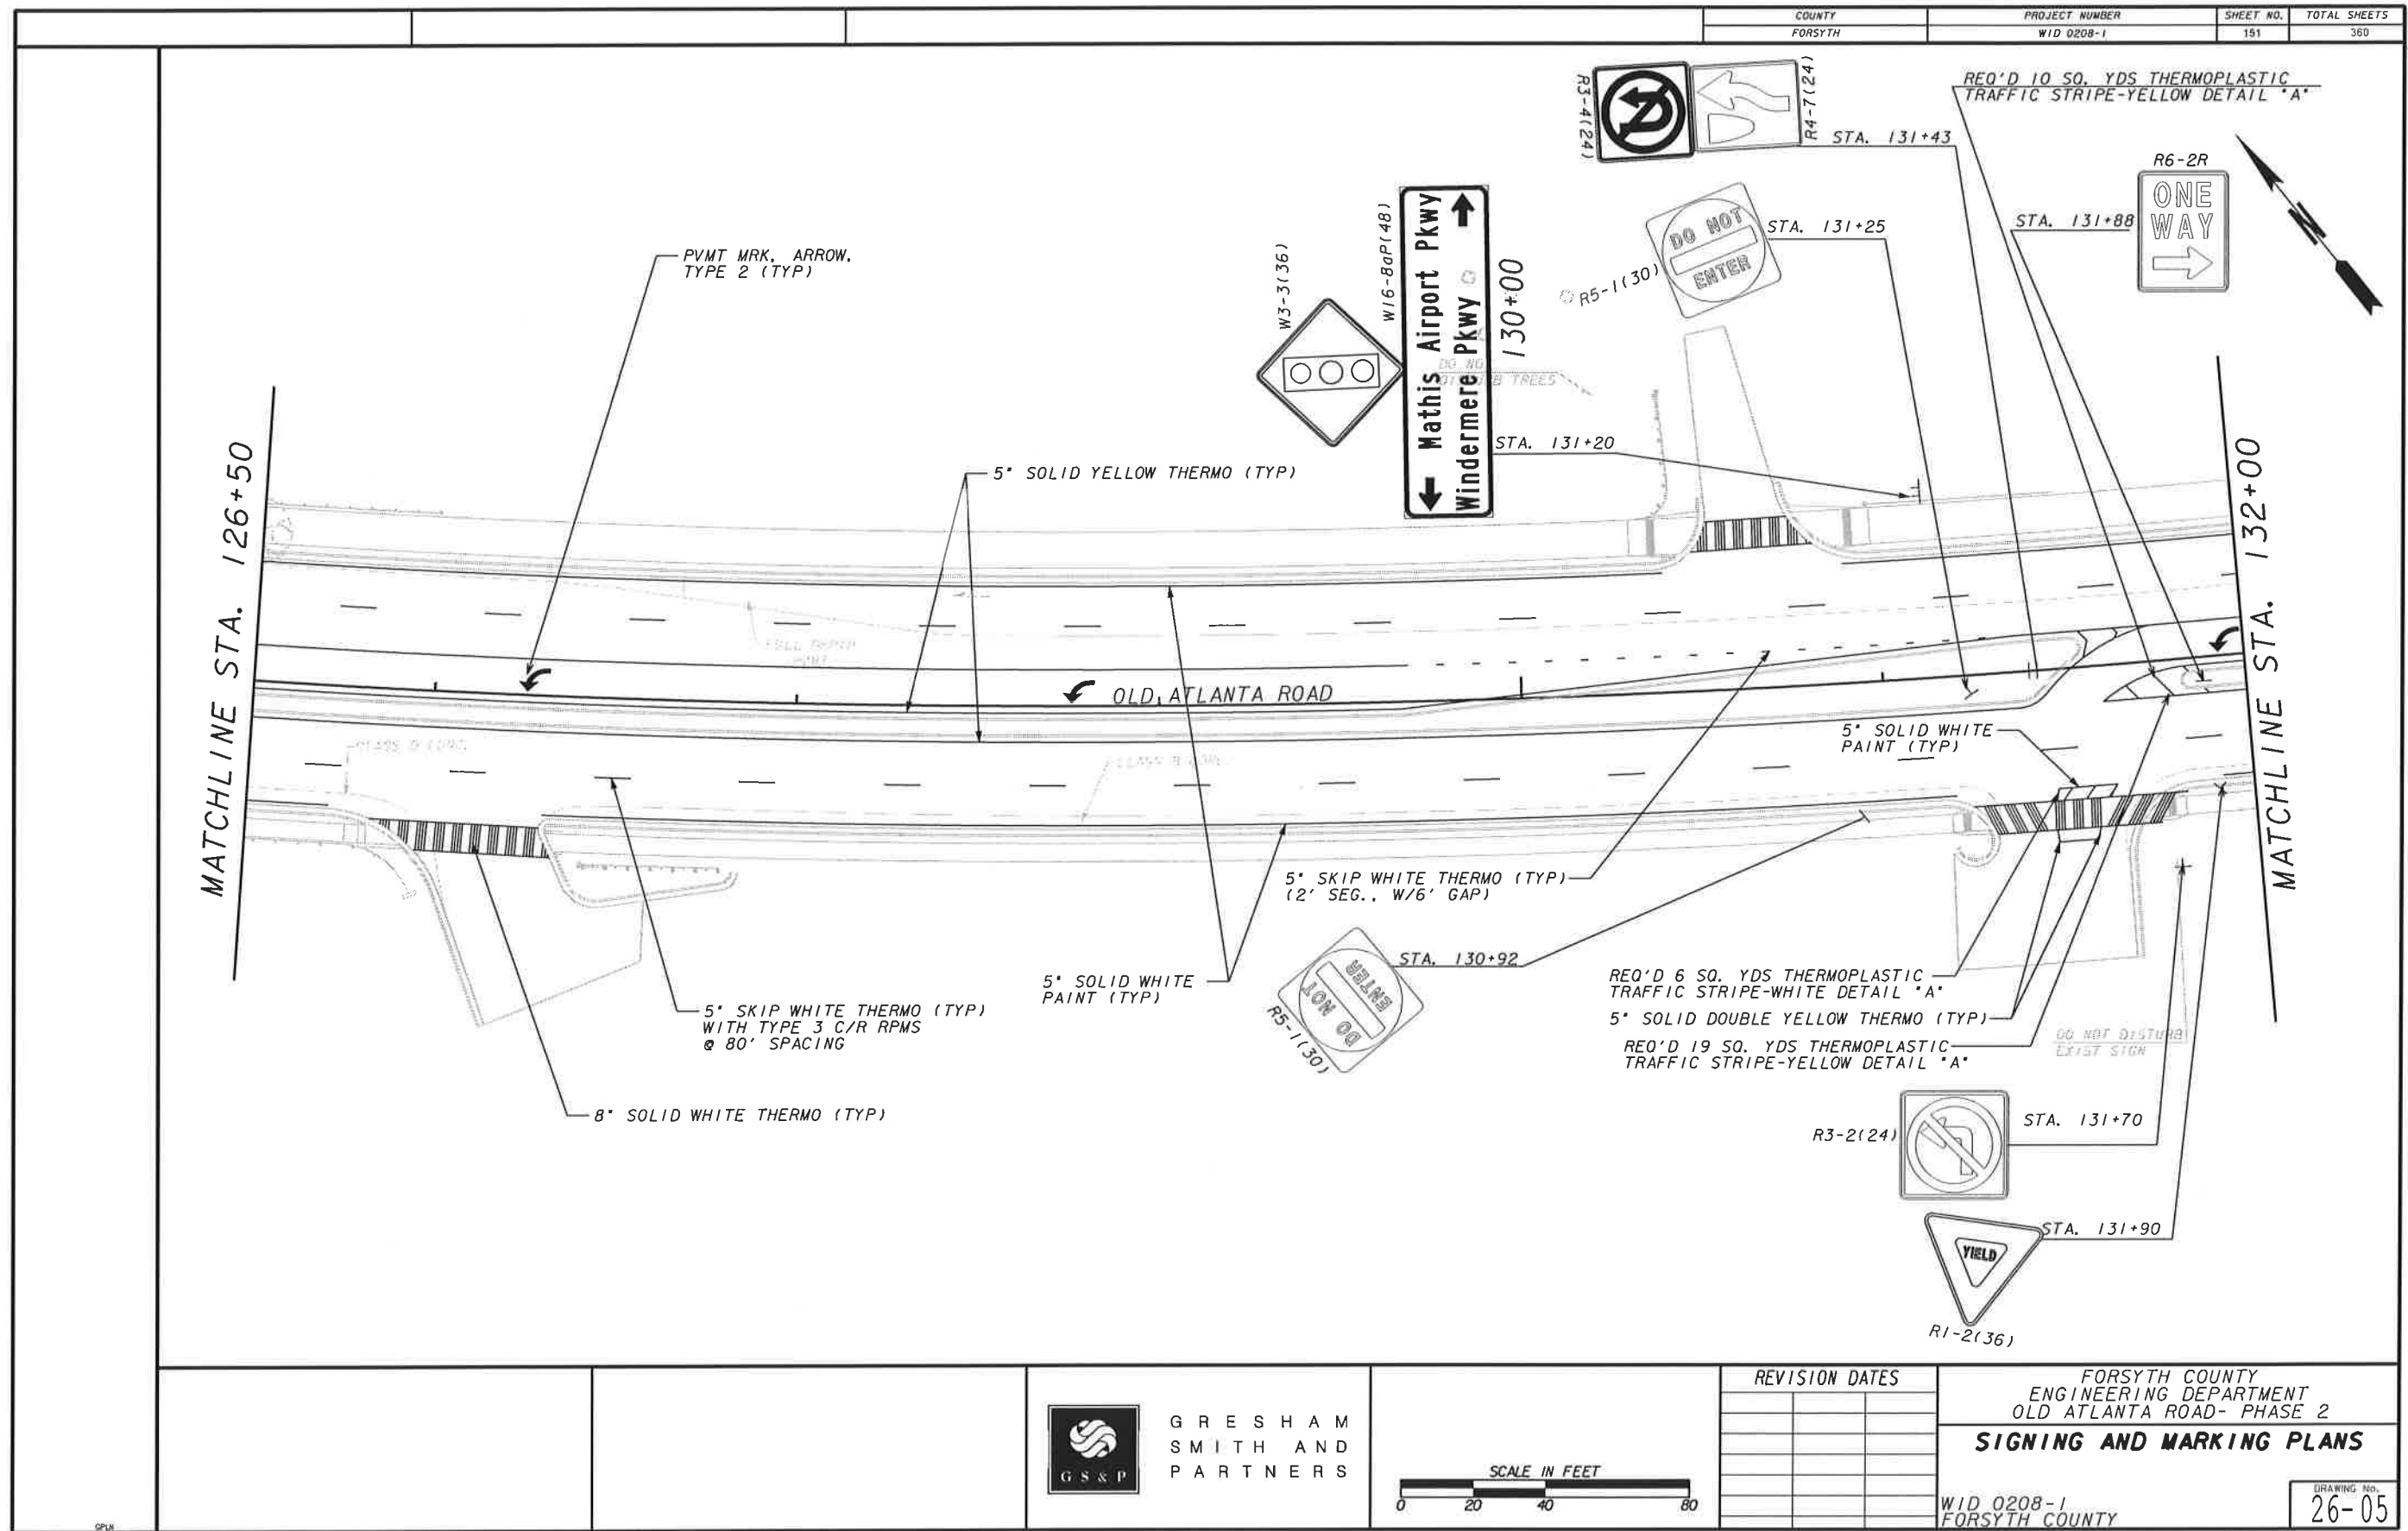 COUNTY
PROJECT NUMBER
SHEET NO.
TOTAL SHEETS
FORSYTH
WID 0208-1
151
360
R3-4(24)
R4-7(24)
STA. 131+43
REQ'D 10 SQ. YDS THERMOPLASTIC
TRAFFIC STRIPE-YELLOW DETAIL "A"
R6-2R
ONE
WAY
STA. 131+88
N
DO NOT
ENTER
R5-1(30)
STA. 131+25
W3-3(36)
W16-8aP(48)
Mathis Airport Pkwy
Windermere Pkwy
130+00
STA. 131+20
TREES
PVMT MRK, ARROW,
TYPE 2 (TYP)
5" SOLID YELLOW THERMO (TYP)
MATCHLINE STA. 126+50
MATCHLINE STA. 132+00
OLD ATLANTA ROAD
5" SOLID WHITE
PAINT (TYP)
5" SKIP WHITE THERMO (TYP)
(2' SEG., W/6' GAP)
DO NOT
ENTER
STA. 130+92
R5-1(30)
5" SOLID WHITE
PAINT (TYP)
5" SKIP WHITE THERMO (TYP)
WITH TYPE 3 C/R RPMS
@ 80' SPACING
8" SOLID WHITE THERMO (TYP)
REQ'D 6 SQ. YDS THERMOPLASTIC
TRAFFIC STRIPE-WHITE DETAIL "A"
5" SOLID DOUBLE YELLOW THERMO (TYP)
REQ'D 19 SQ. YDS THERMOPLASTIC
TRAFFIC STRIPE-YELLOW DETAIL "A"
DO NOT DISTURB
EXIST SIGN
R3-2(24)
STA. 131+70
YIELD
STA. 131+90
R1-2(36)
GS&P
GRESHAM
SMITH AND
PARTNERS
SCALE IN FEET
0 20 40 80
REVISION DATES
FORSYTH COUNTY
ENGINEERING DEPARTMENT
OLD ATLANTA ROAD- PHASE 2
SIGNING AND MARKING PLANS
WID 0208-1
FORSYTH COUNTY
DRAWING No.
26-05
GPLN